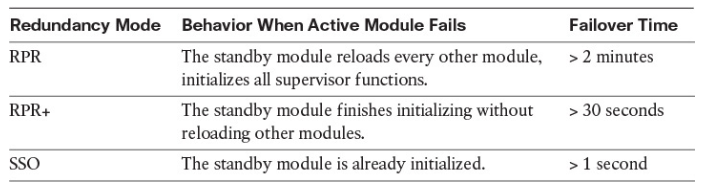 Redundancy Mode Behavior When Active Module Fails Failover Time
RPR The standby module reloads every other module, > 2 minutes
initializes all supervisor functions.
RPR+ The standby module finishes initializing without > 30 seconds
reloading other modules.
SSO The standby module is already initialized. > 1 second